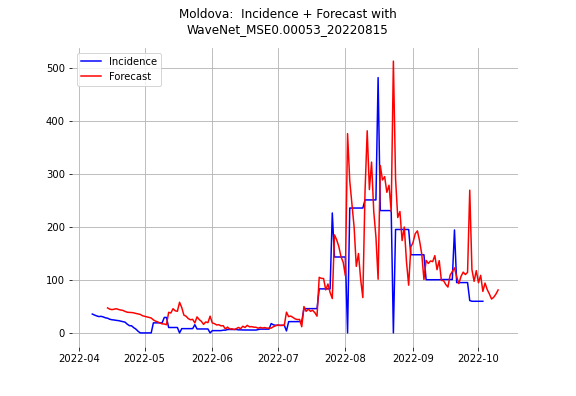 Moldova:  Incidence + Forecast with
WaveNet_MSE0.00053_20220815
Incidence
Forecast
500
400
300
200
100
0
2022-04 2022-05 2022-06 2022-07 2022-08 2022-09 2022-10